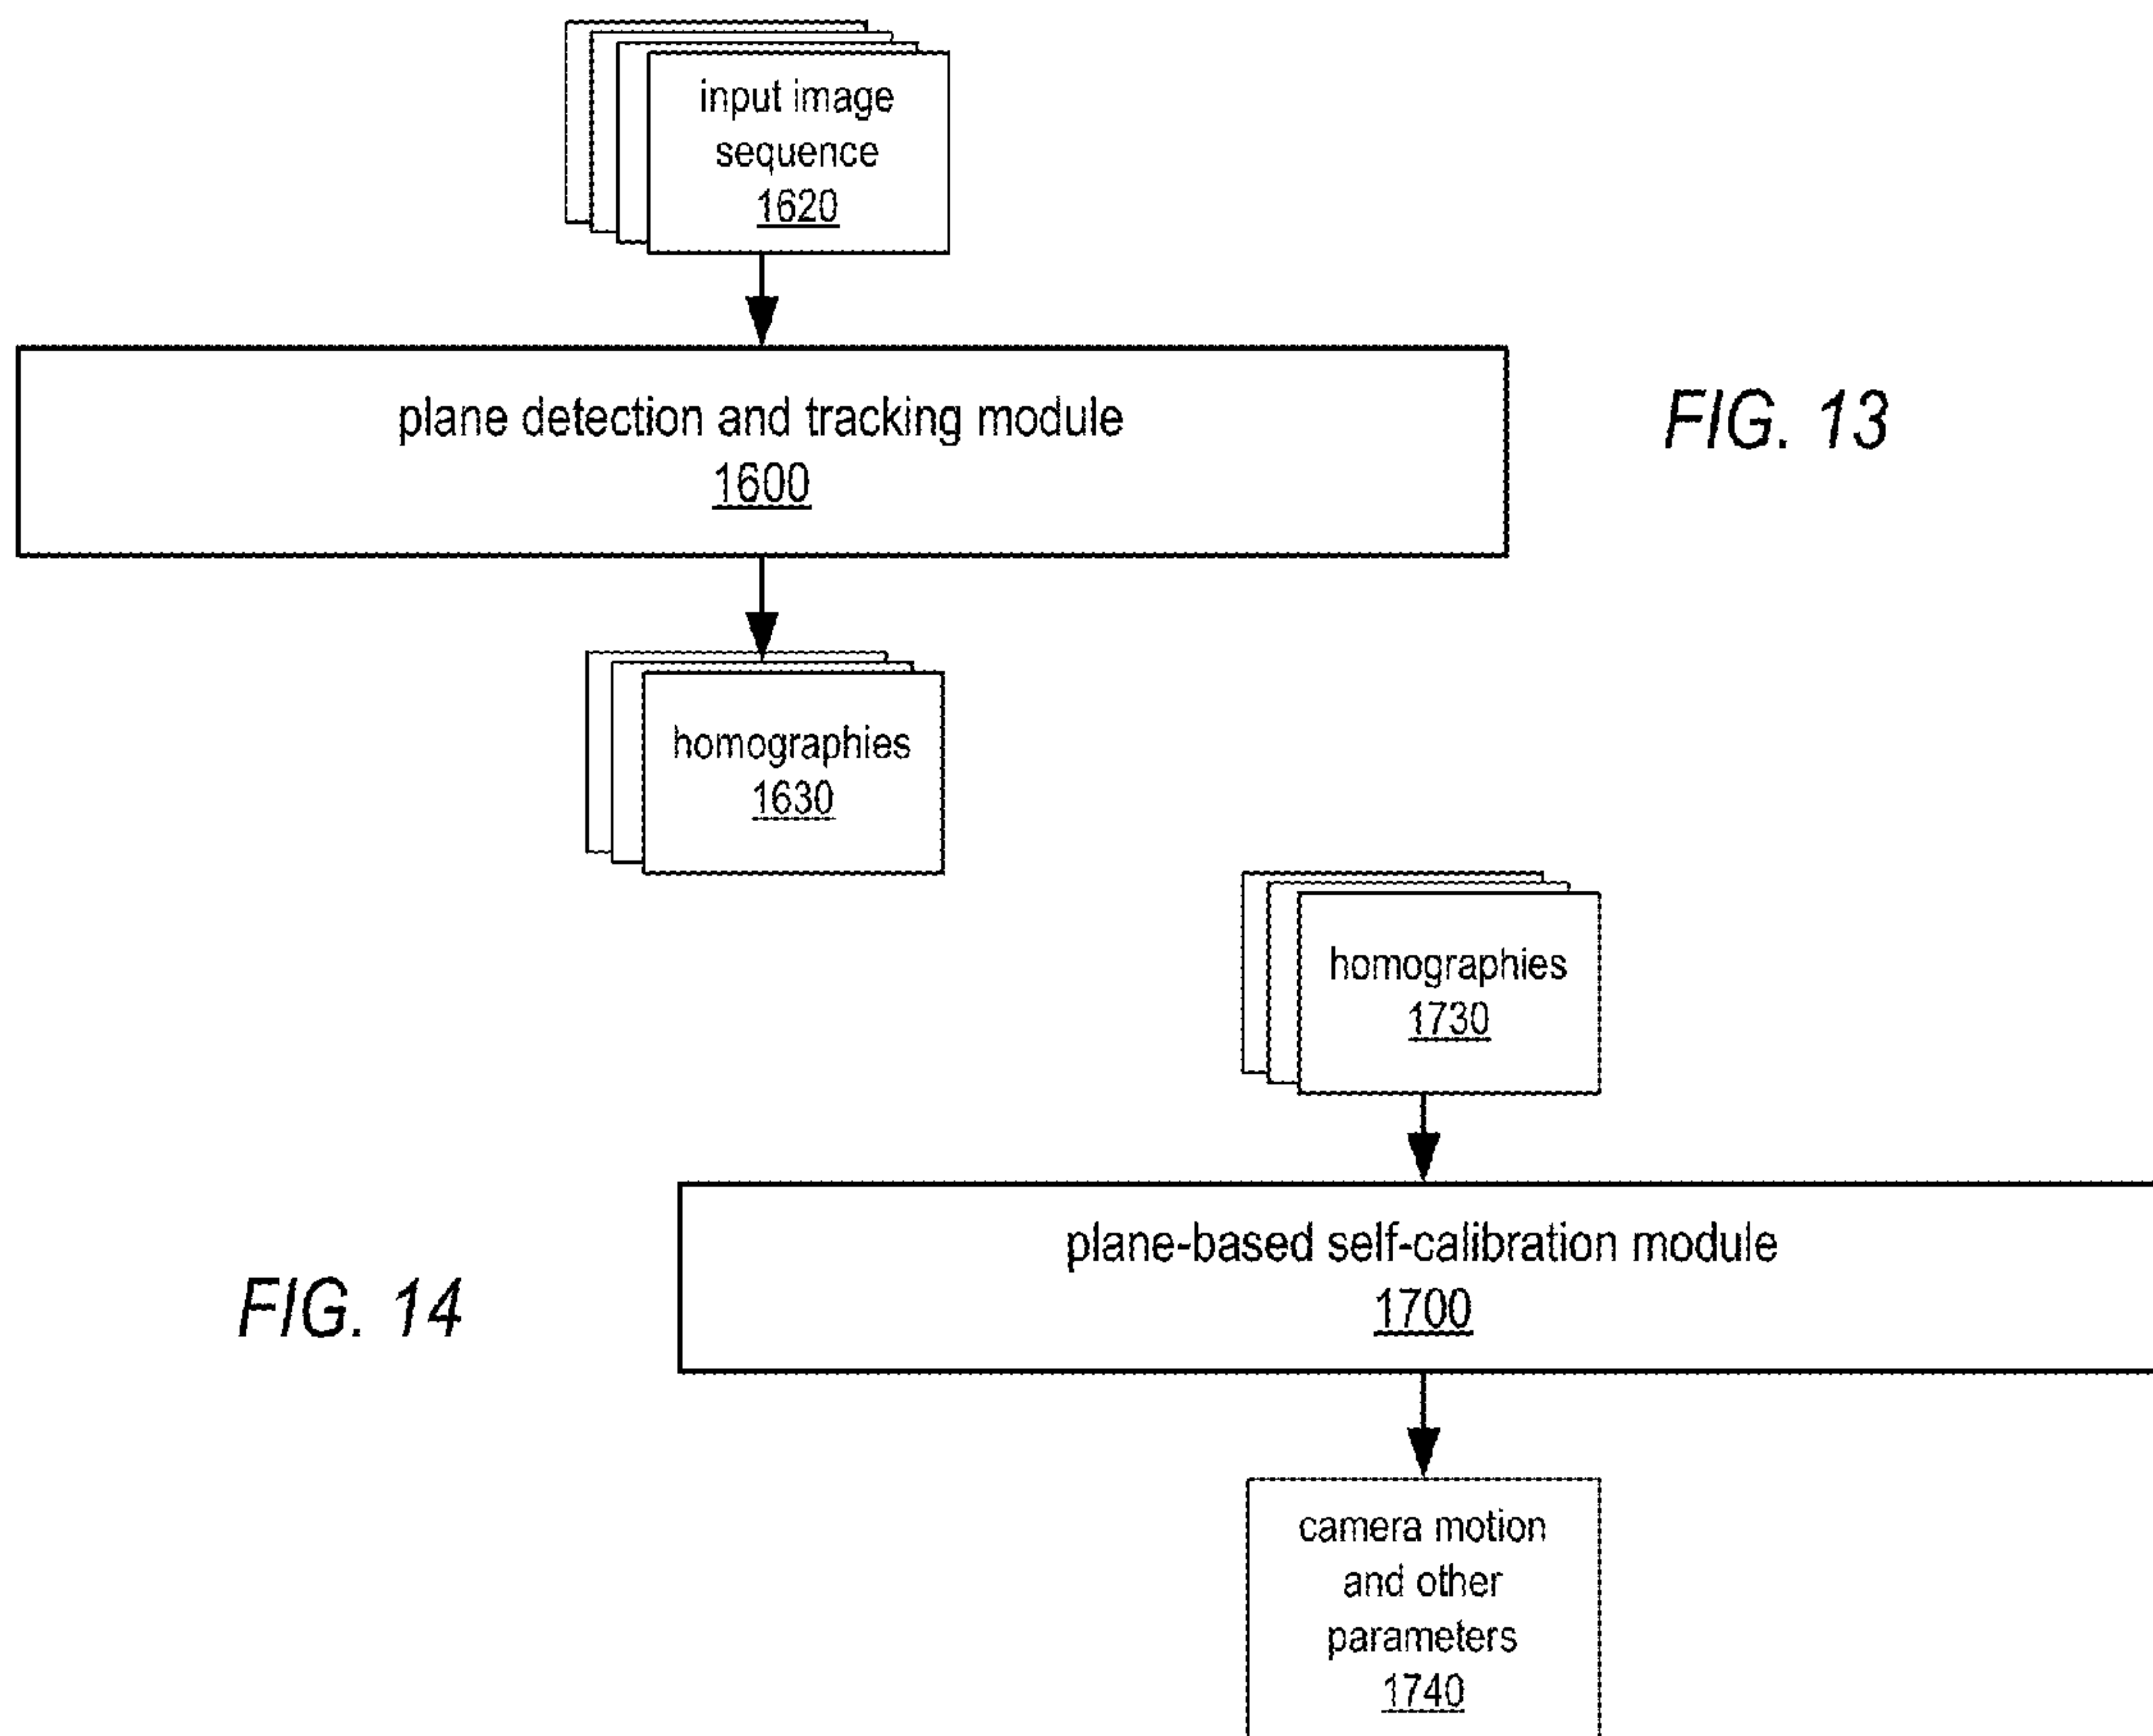 input image
sequence
1620
plane detection and tracking module
1600
FIG. 13
homographies
1630
homographies
1730
plane-based self-calibration module
1700
FIG. 14
camera motion
and other
parameters
1740